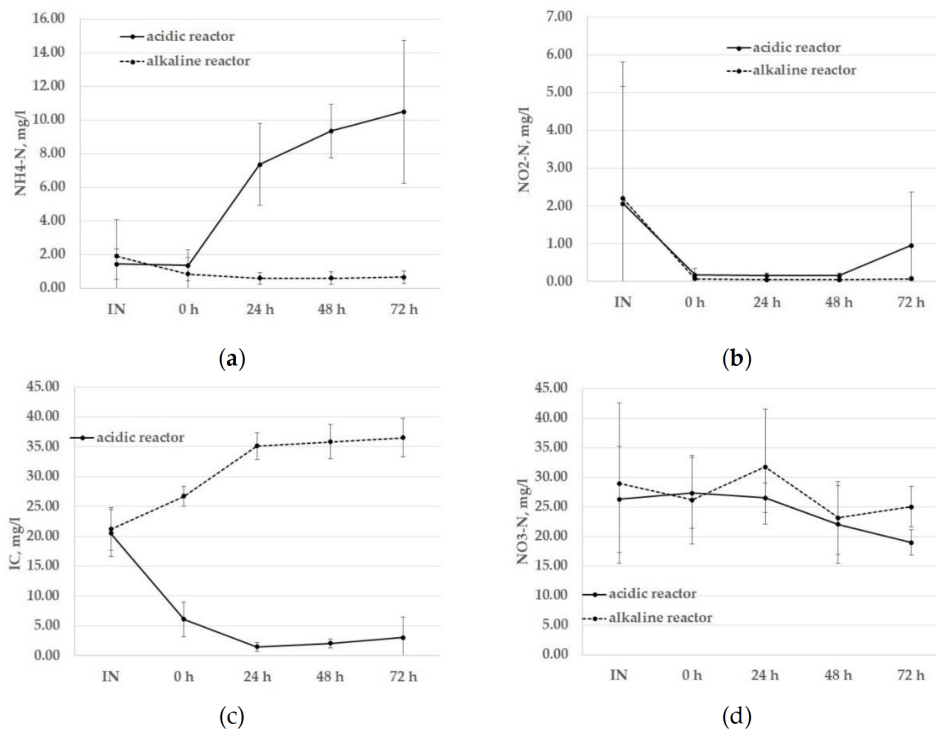 16.00
14.00
12.00
10.00
8.00
6.00
4.00
2.00
0.00
NH4-N, mg/l
acidic reactor
alkaline reactor
IN 0 h 24 h 48 h 72 h
(a)
7.00
6.00
5.00
4.00
3.00
2.00
1.00
0.00
NO2-N, mg/l
acidic reactor
alkaline reactor
IN 0 h 24 h 48 h 72 h
(b)
45.00
40.00
35.00
30.00
25.00
20.00
15.00
10.00
5.00
0.00
IC, mg/l
acidic reactor
IN 0 h 24 h 48 h 72 h
(c)
45.00
40.00
35.00
30.00
25.00
20.00
15.00
10.00
5.00
0.00
NO3-N, mg/l
acidic reactor
alkaline reactor
IN 0 h 24 h 48 h 72 h
(d)